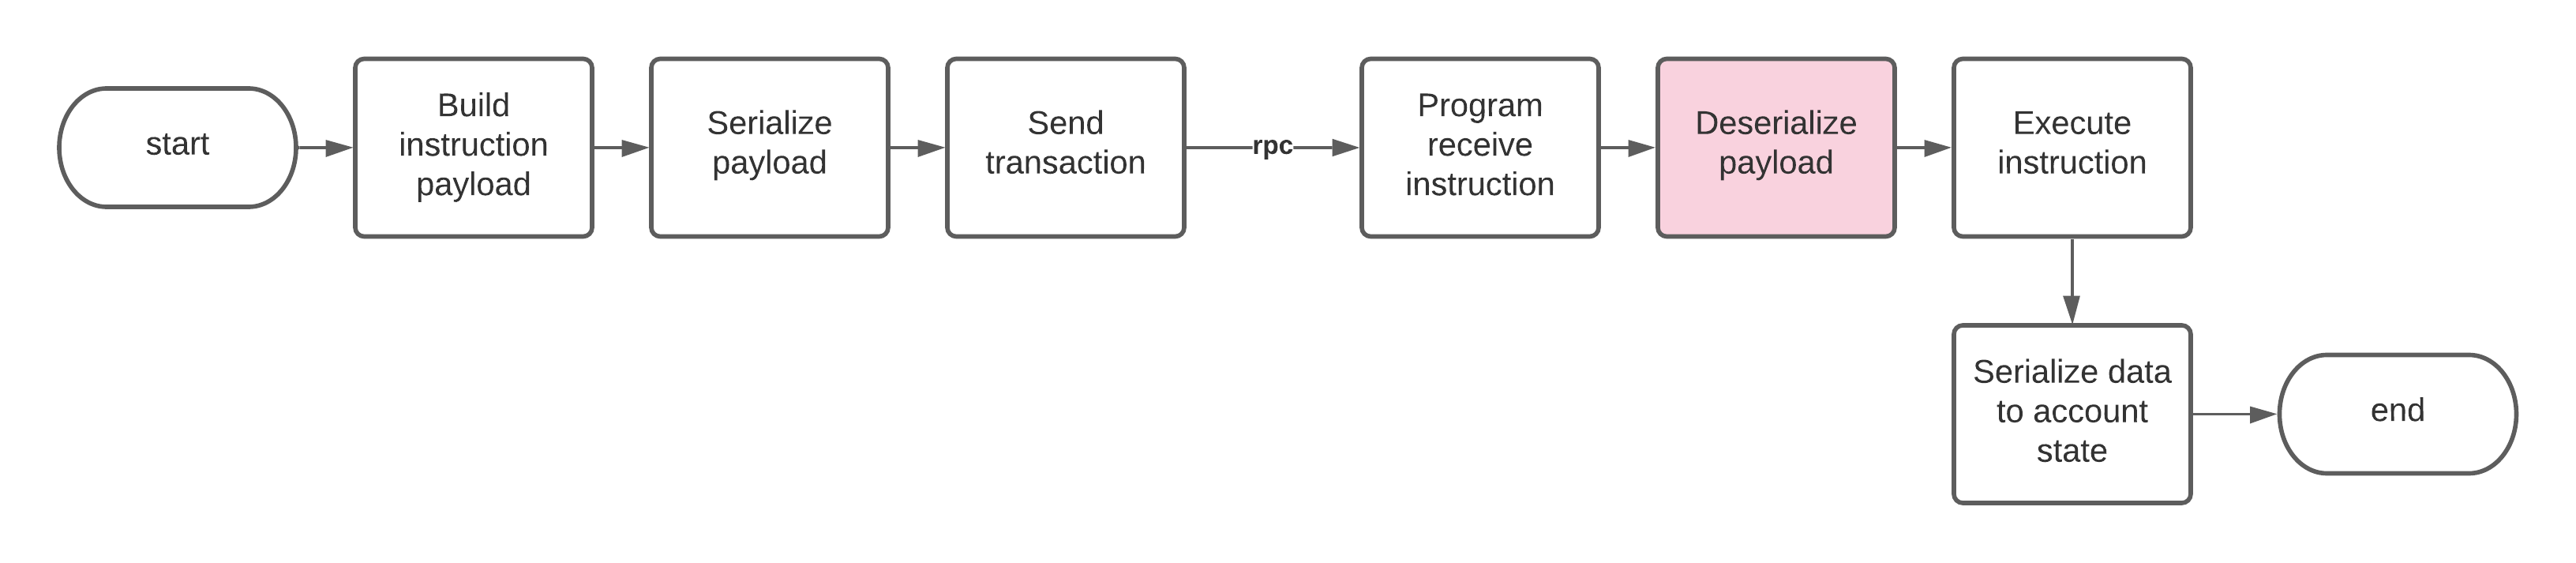 start
Build
instruction
payload
Serialize
payload
Send
transaction
rpc
Program
receive
instruction
Deserialize
payload
Execute
instruction
Serialize data
to account
state
end